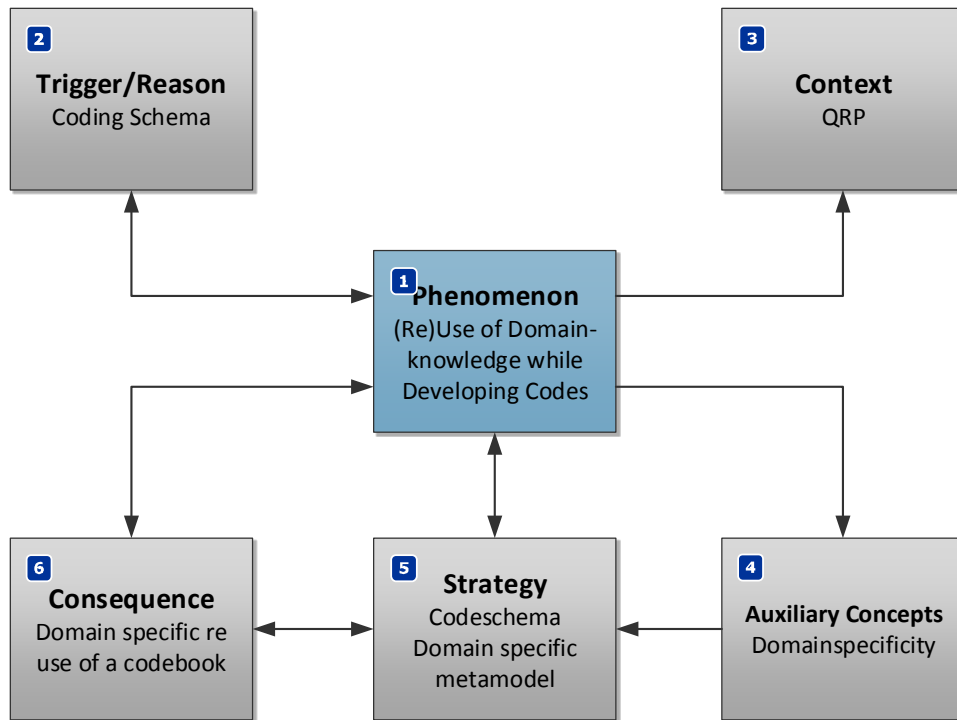 2
Trigger/Reason
Coding Schema
3
Context
QRP
1
Phenomenon
(Re)Use of Domain-
knowledge while
Developing Codes
6
Consequence
Domain specific re
use of a codebook
5
Strategy
Codeschema
Domain specific
metamodel
4
Auxiliary Concepts
Domainspecificity